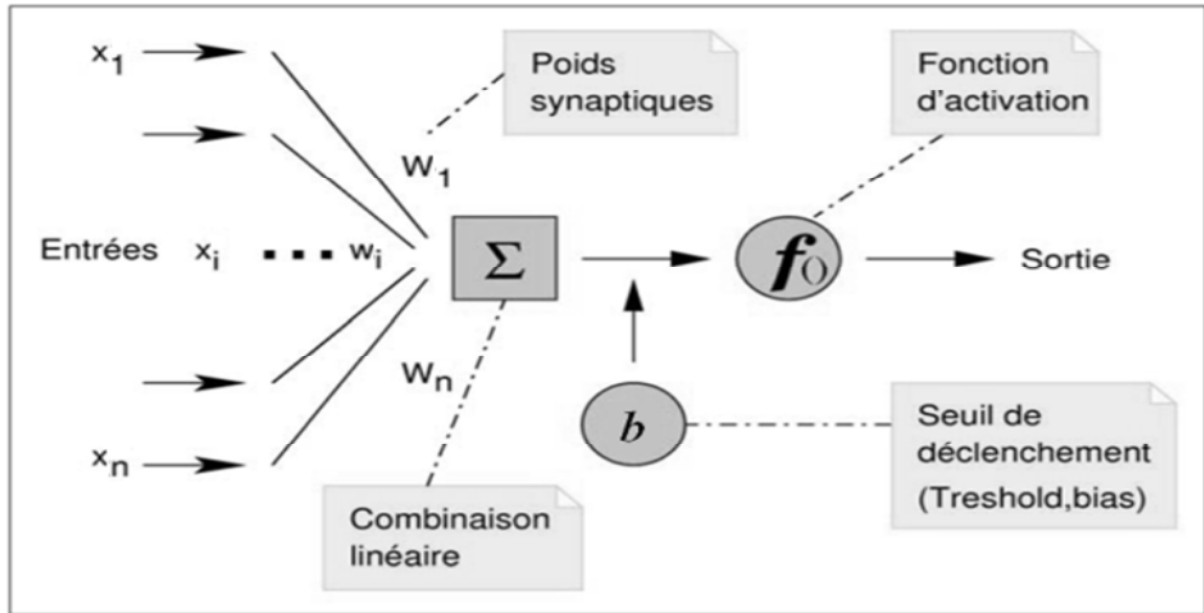 x1
Poids
synaptiques
Fonction
d'activation
W1
Entrées xi ... wi
Σ
f()
Sortie
Wn
b
xn
Seuil de
déclenchement
(Treshold,bias)
Combinaison
linéaire